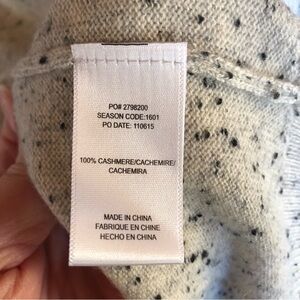 PO# 2798200
SEASON CODE:1601
PO DATE: 110615
100% CASHMERE/CACHEMIRE/
CACHEMIRA
MADE IN CHINA
FABRIQUE EN CHINE
HECHO EN CHINA